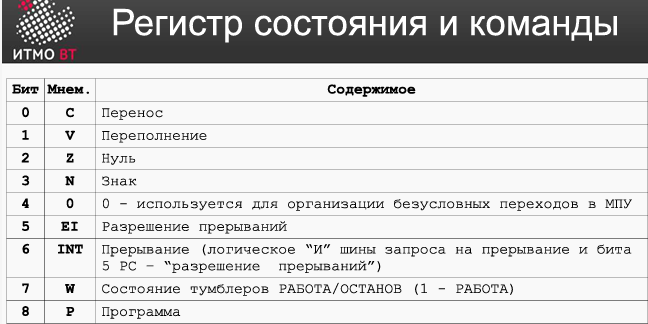 Регистр состояния и команды
ИТМО ВТ
Бит Мнем. Содержимое
0 C Перенос
1 V Переполнение
2 Z Нуль
3 N Знак
4 0 0 – используется для организации безусловных переходов в МПУ
5 EI Разрешение прерываний
6 INT Прерывание (логическое “И” шины запроса на прерывание и бита
5 РС – “разрешение прерываний”)
7 W Состояние тумблеров РАБОТА/ОСТАНОВ (1 - РАБОТА)
8 P Программа